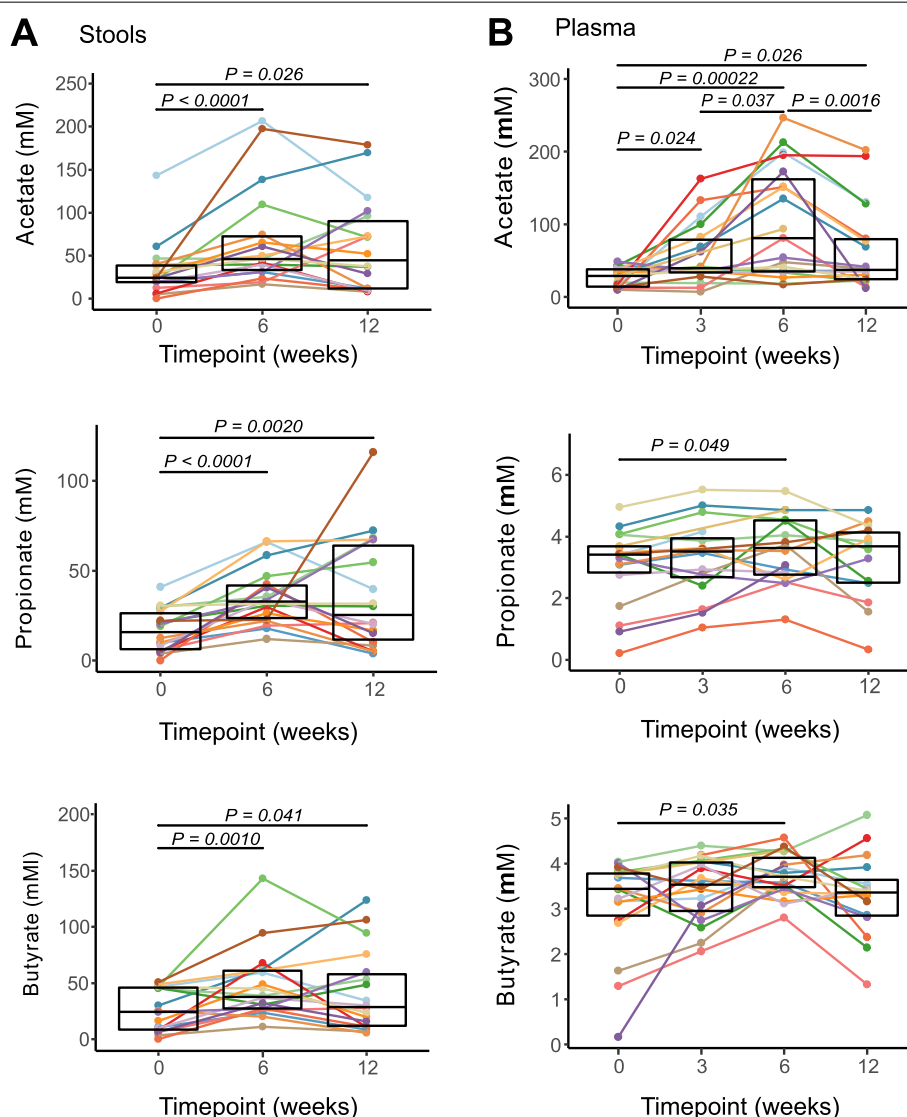 A Stools
250
200
150
100
50
0
Acetate (mM)
P = 0.026
P < 0.0001
0 6 12
Timepoint (weeks)
B Plasma
300
200
100
0
Acetate (mM)
P = 0.026
P = 0.00022
P = 0.037 P = 0.0016
P = 0.024
0 3 6 12
Timepoint (weeks)
100
50
0
Propionate (mM)
P = 0.0020
P < 0.0001
0 6 12
Timepoint (weeks)
6
4
2
0
Propionate (mM)
P = 0.049
0 3 6 12
Timepoint (weeks)
200
150
100
50
0
Butyrate (mMl)
P = 0.041
P = 0.0010
0 6 12
Timepoint (weeks)
5
4
3
2
1
0
Butyrate (mM)
P = 0.035
0 3 6 12
Timepoint (weeks)